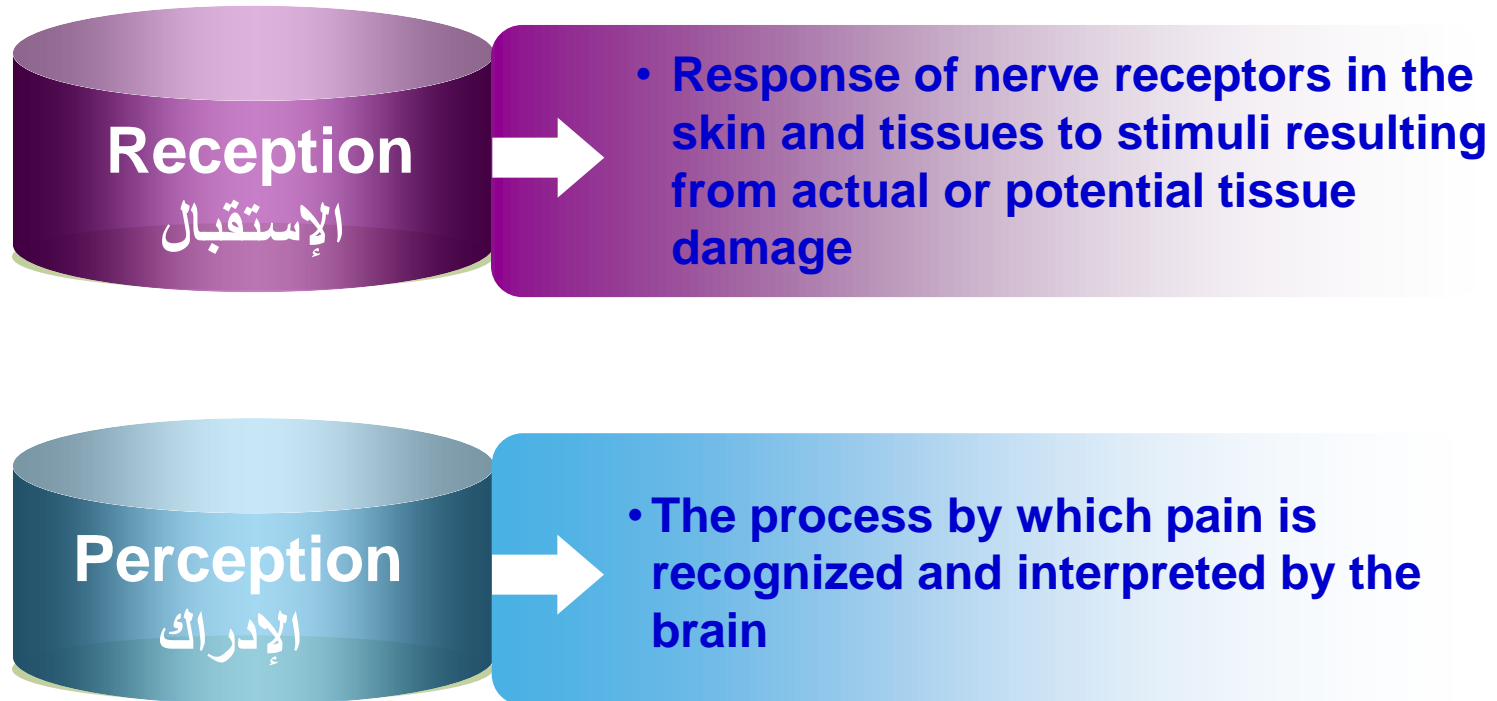 Reception
الإستقبال
• Response of nerve receptors in the
skin and tissues to stimuli resulting
from actual or potential tissue
damage
Perception
الإدراك
• The process by which pain is
recognized and interpreted by the
brain